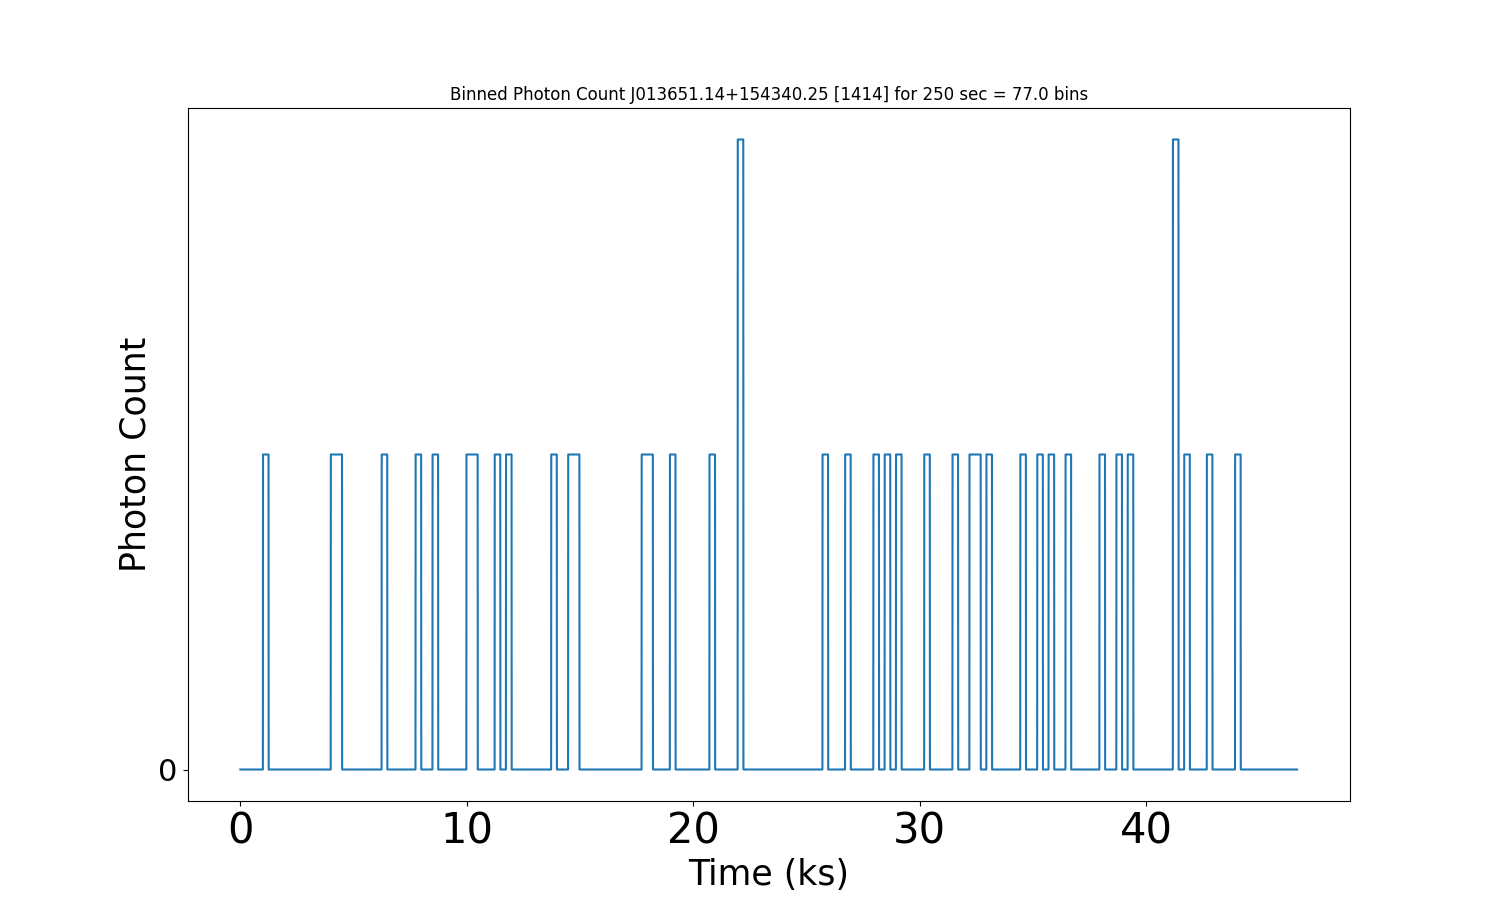 Binned Photon Count J013651.14+154340.25 [1414] for 250 sec = 77.0 bins
Photon Count
0
0 10 20 30 40
Time (ks)